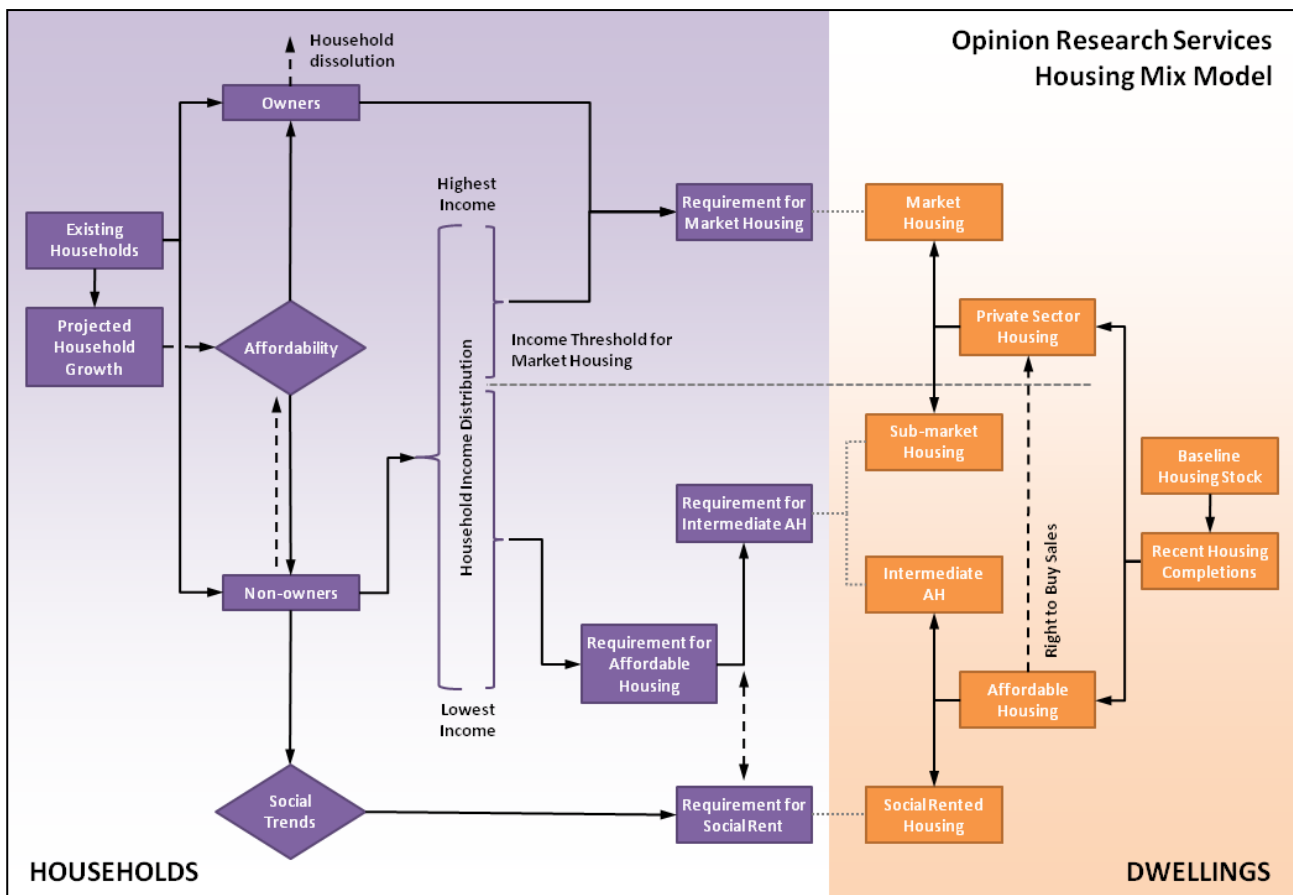 Opinion Research Services
Housing Mix Model
Household
dissolution
Owners
Highest
Income
Requirement for
Market Housing
Market
Housing
Existing
Households
Projected
Household
Growth
Affordability
Income Threshold for
Market Housing
Private Sector
Housing
Household Income Distribution
Sub-market
Housing
Baseline
Housing Stock
Requirement for
Intermediate AH
Right to Buy Sales
Recent Housing
Completions
Intermediate
AH
Non-owners
Requirement for
Affordable
Housing
Affordable
Housing
Lowest
Income
Social
Trends
Requirement for
Social Rent
Social Rented
Housing
HOUSEHOLDS
DWELLINGS